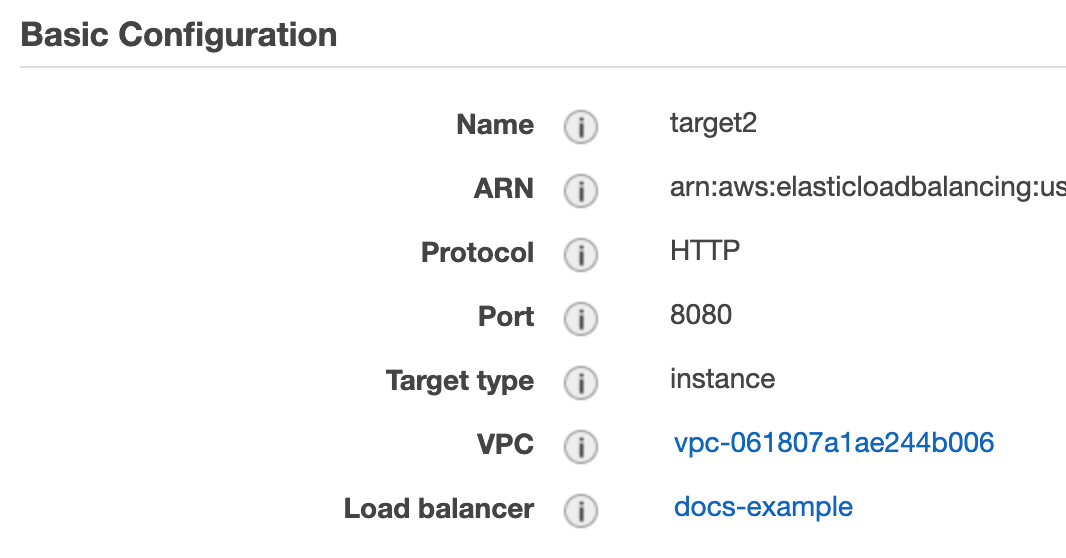 Basic Configuration
Name i target2
ARN i arn:aws:elasticloadbalancing:us
Protocol i HTTP
Port i 8080
Target type i instance
VPC i vpc-061807a1ae244b006
Load balancer i docs-example